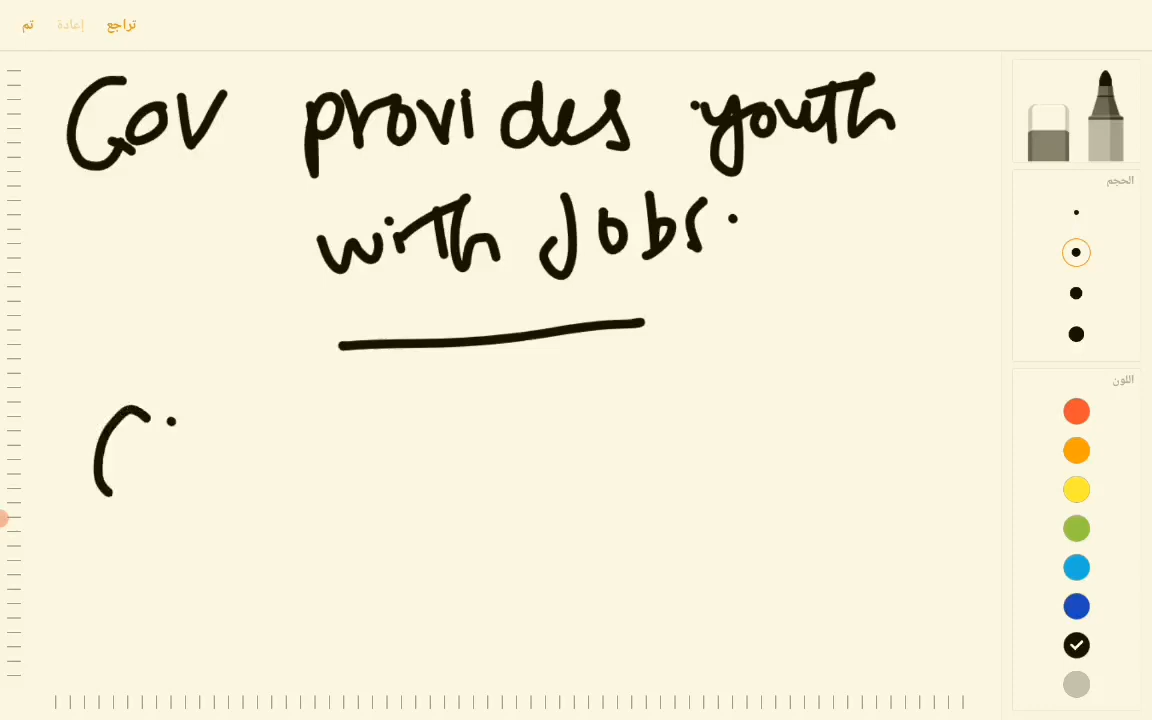 تم إعادة تراجع
Gov provides youth
with Jobs.
الحجم
اللون